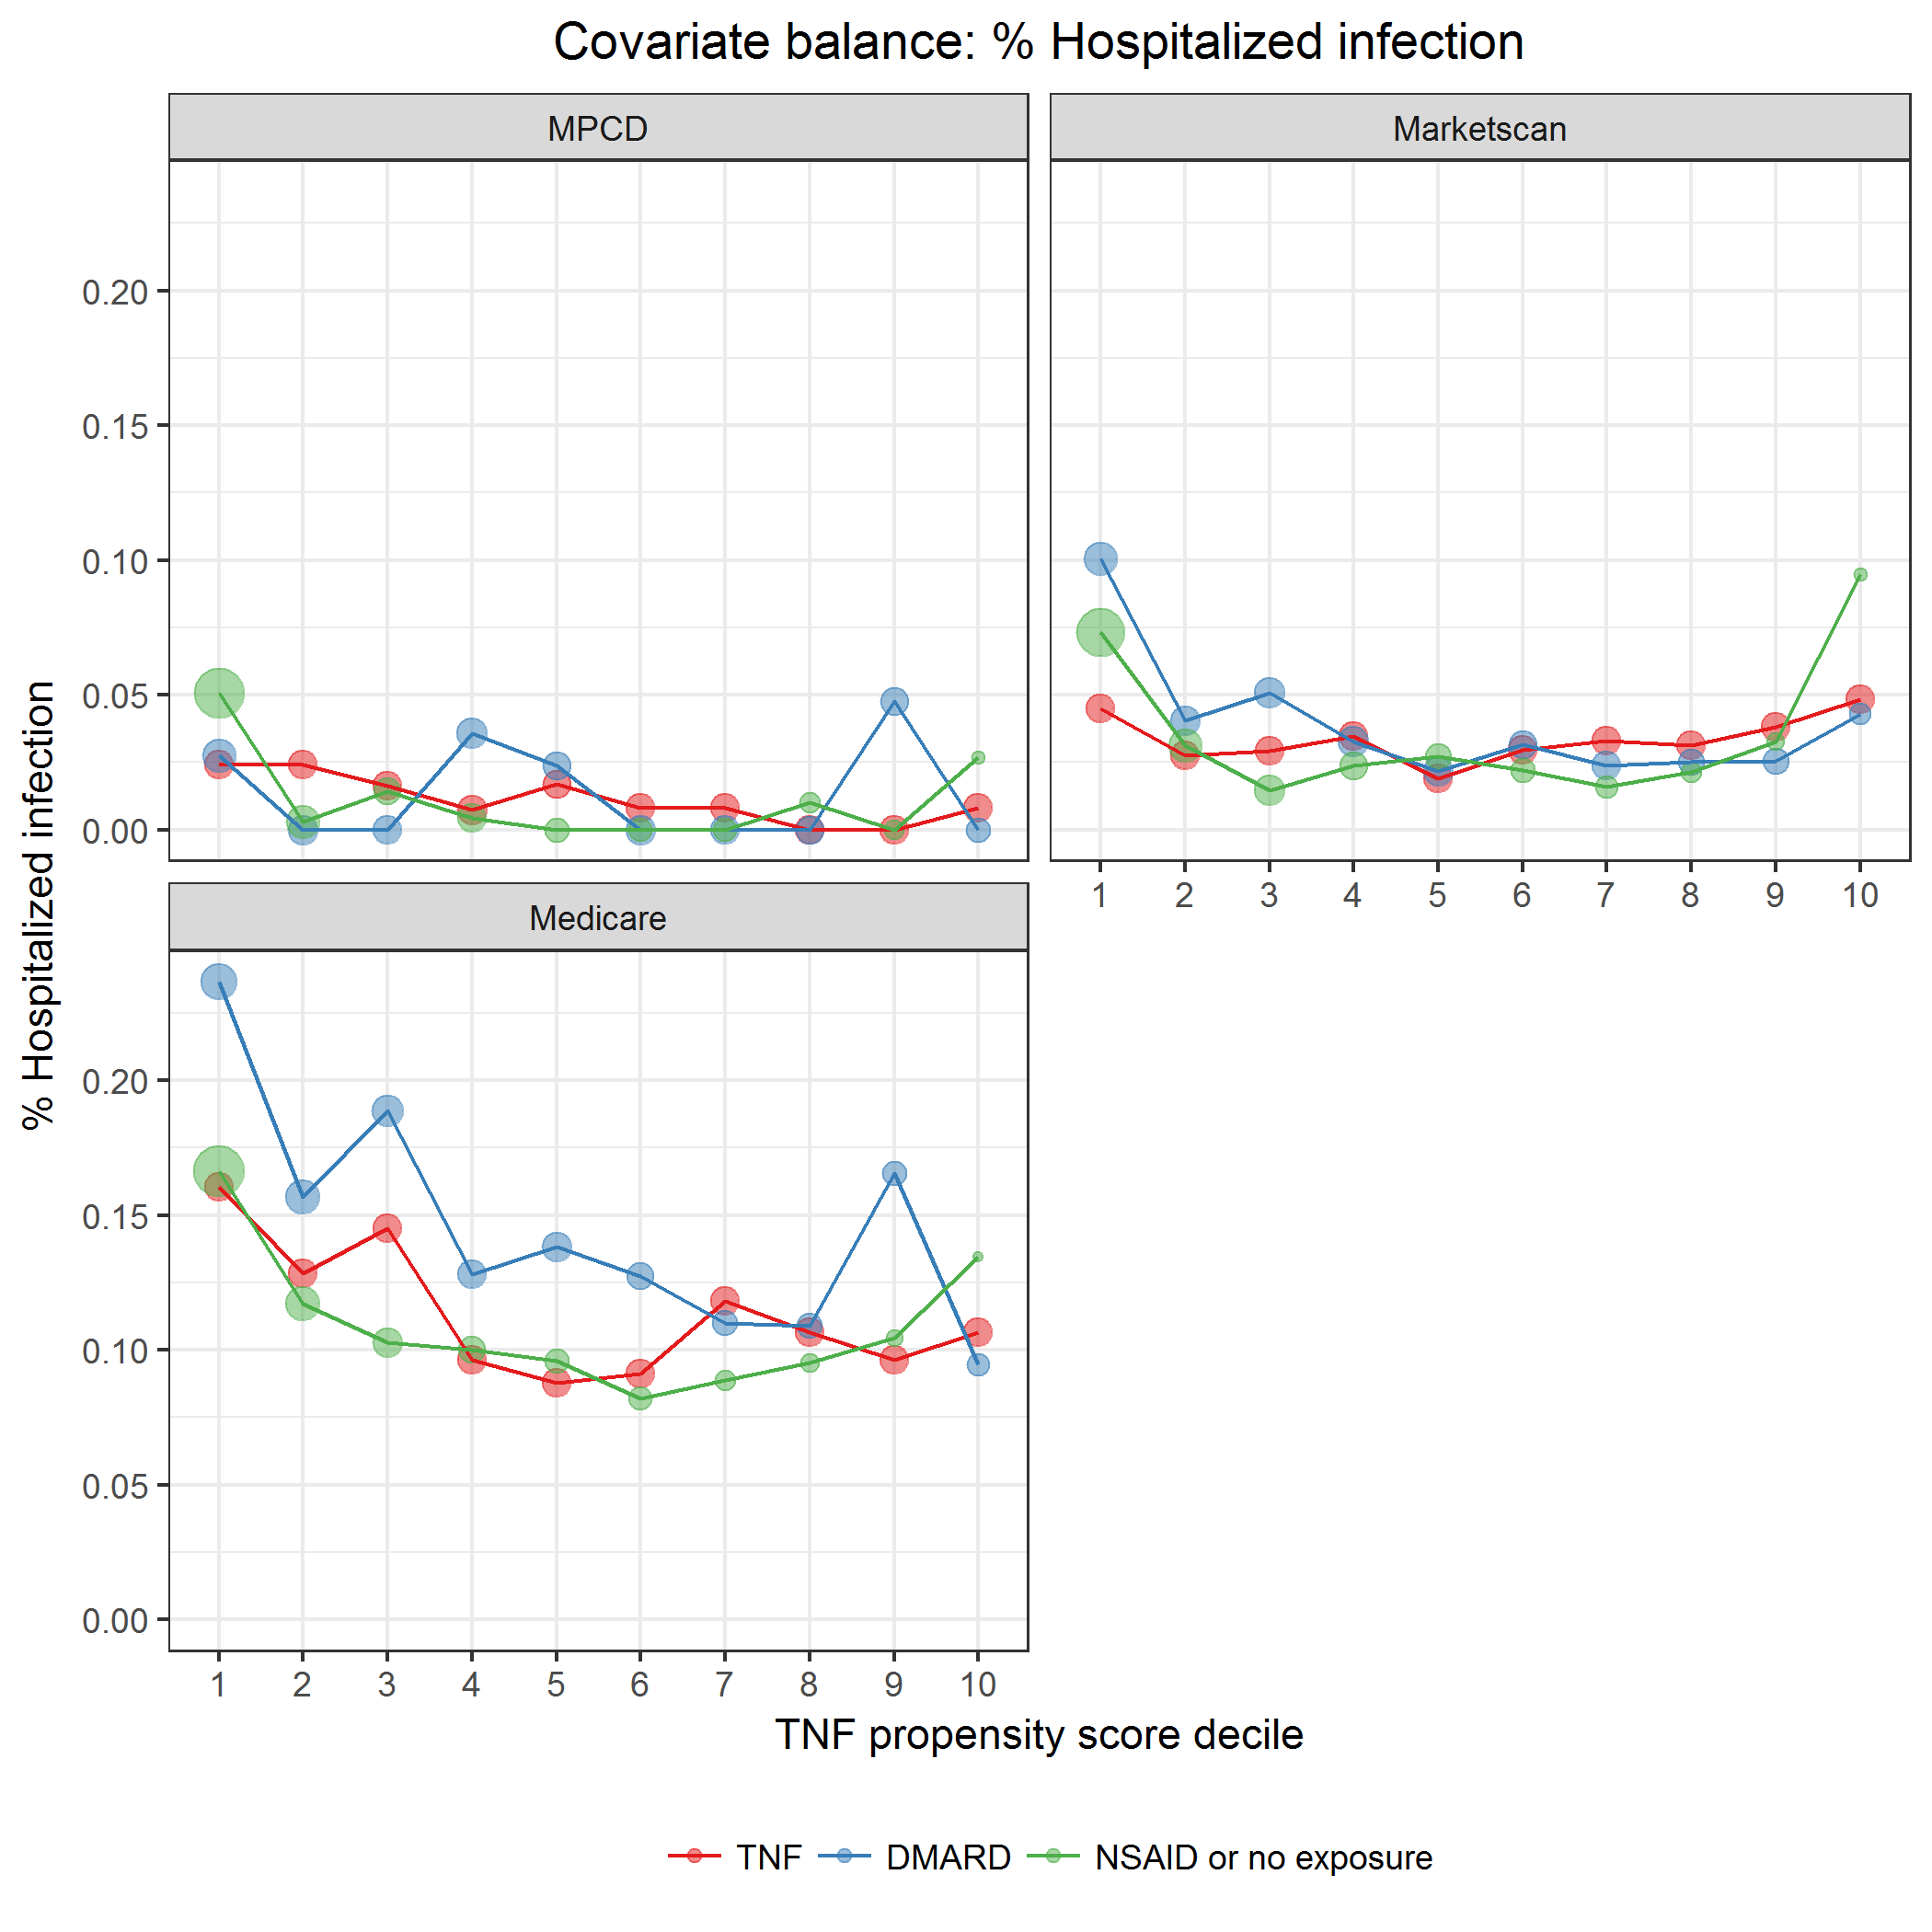 Covariate balance: % Hospitalized infection
MPCD
Marketscan
0.20
0.15
0.10
0.05
0.00
1 2 3 4 5 6 7 8 9 10
Medicare
% Hospitalized infection
0.20
0.15
0.10
0.05
0.00
1 2 3 4 5 6 7 8 9 10
TNF propensity score decile
TNF DMARD NSAID or no exposure